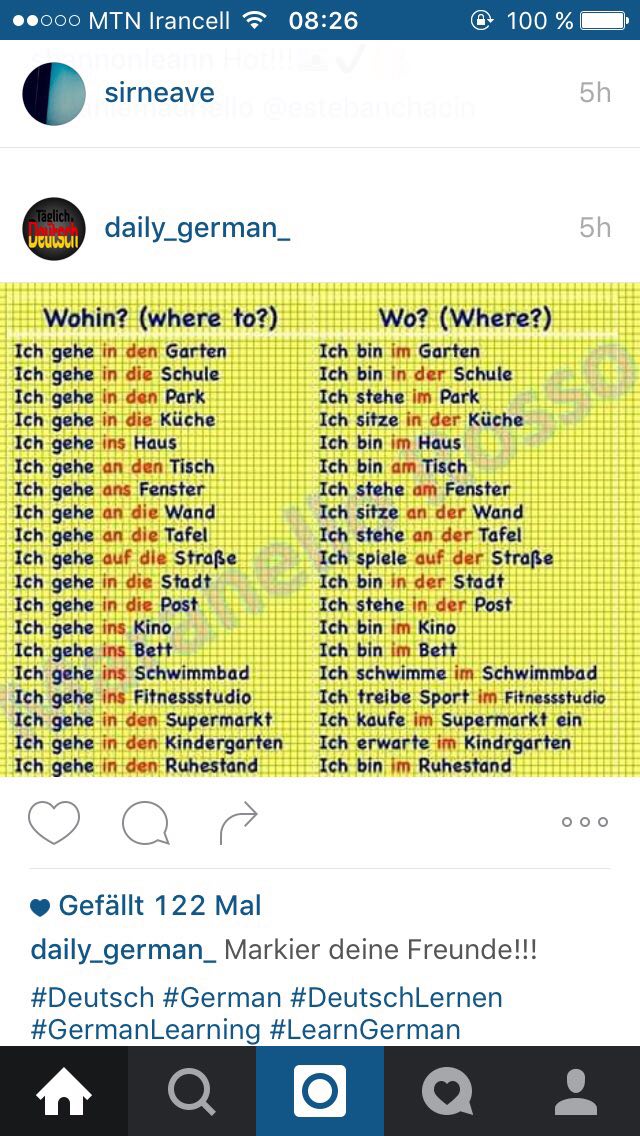 MTN Irancell 08:26 100 %
sirneave 5h
Täglich
Deutsch
daily_german_ 5h
Wohin? (where to?) Wo? (Where?)
Ich gehe in den Garten Ich bin im Garten
Ich gehe in die Schule Ich bin in der Schule
Ich gehe in den Park Ich stehe im Park
Ich gehe in die Küche Ich sitze in der Küche
Ich gehe ins Haus Ich bin im Haus
Ich gehe an den Tisch Ich bin am Tisch
Ich gehe ans Fenster Ich stehe am Fenster
Ich gehe an die Wand Ich sitze an der Wand
Ich gehe an die Tafel Ich stehe an der Tafel
Ich gehe auf die Straße Ich spiele auf der Straße
Ich gehe in die Stadt Ich bin in der Stadt
Ich gehe in die Post Ich stehe in der Post
Ich gehe ins Kino Ich bin im Kino
Ich gehe ins Bett Ich bin im Bett
Ich gehe ins Schwimmbad Ich schwimme im Schwimmbad
Ich gehe ins Fitnessstudio Ich treibe Sport im Fitnessstudio
Ich gehe in den Supermarkt Ich kaufe im Supermarkt ein
Ich gehe in den Kindergarten Ich erwarte im Kindrgarten
Ich gehe in den Ruhestand Ich bin im Ruhestand
Gefällt 122 Mal
daily_german_ Markier deine Freunde!!!
#Deutsch #German #DeutschLernen
#GermanLearning #LearnGerman